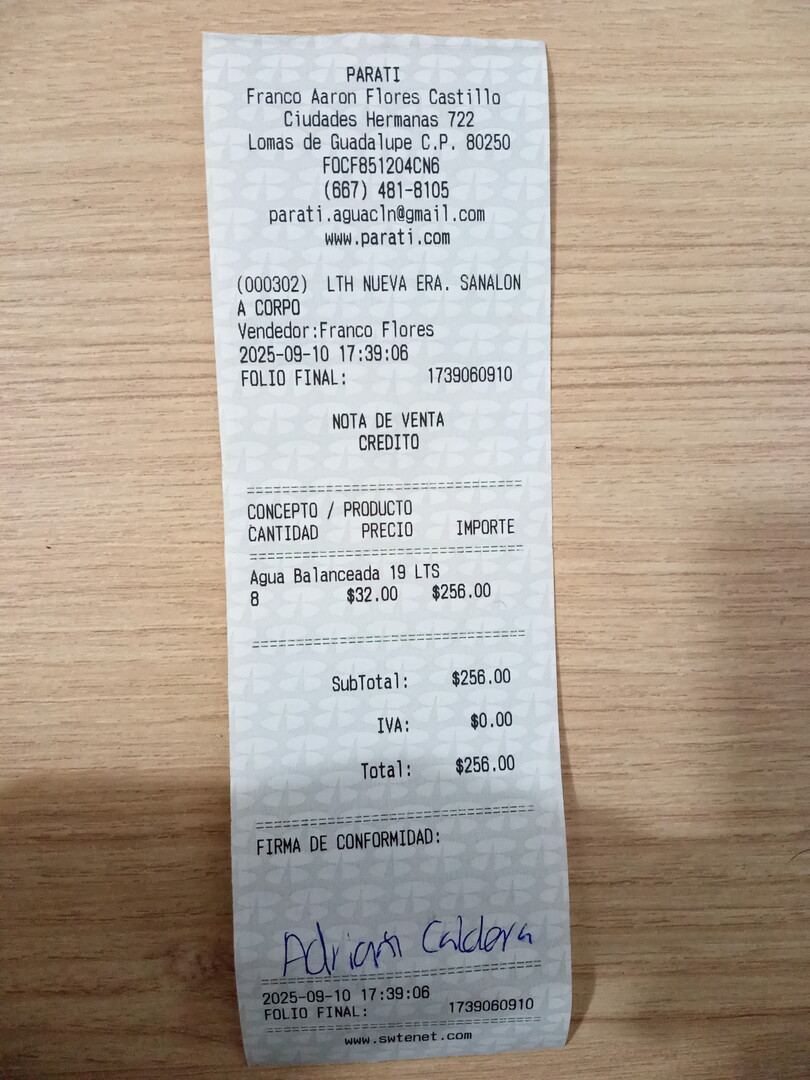 PARATI
Franco Aaron Flores Castillo
Ciudades Hermanas 722
Lomas de Guadalupe C.P. 80250
FOCF851204CN6
(667) 481-8105
parati.aguacln@gmail.com
www.parati.com
(000302) LTH NUEVA ERA. SANALON
A CORPO
Vendedor:Franco Flores
2025-09-10 17:39:06
FOLIO FINAL: 1739060910
NOTA DE VENTA
CREDITO
CONCEPTO / PRODUCTO
CANTIDAD PRECIO IMPORTE
Agua Balanceada 19 LTS
8 $32.00 $256.00
SubTotal: $256.00
IVA: $0.00
Total: $256.00
FIRMA DE CONFORMIDAD:
Adrian Caldera
2025-09-10 17:39:06
FOLIO FINAL: 1739060910
www.swtenet.com